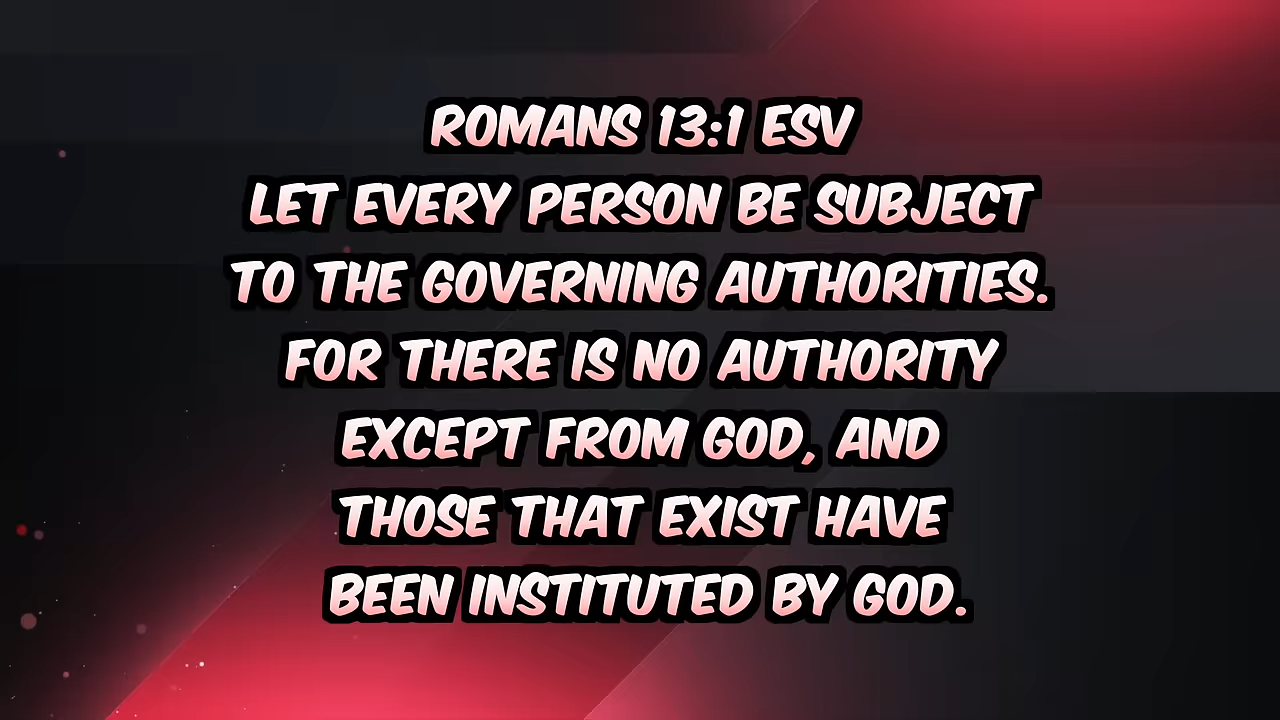 ROMANS 13:1 ESV
LET EVERY PERSON BE SUBJECT
TO THE GOVERNING AUTHORITIES.
FOR THERE IS NO AUTHORITY
EXCEPT FROM GOD, AND
THOSE THAT EXIST HAVE
BEEN INSTITUTED BY GOD.